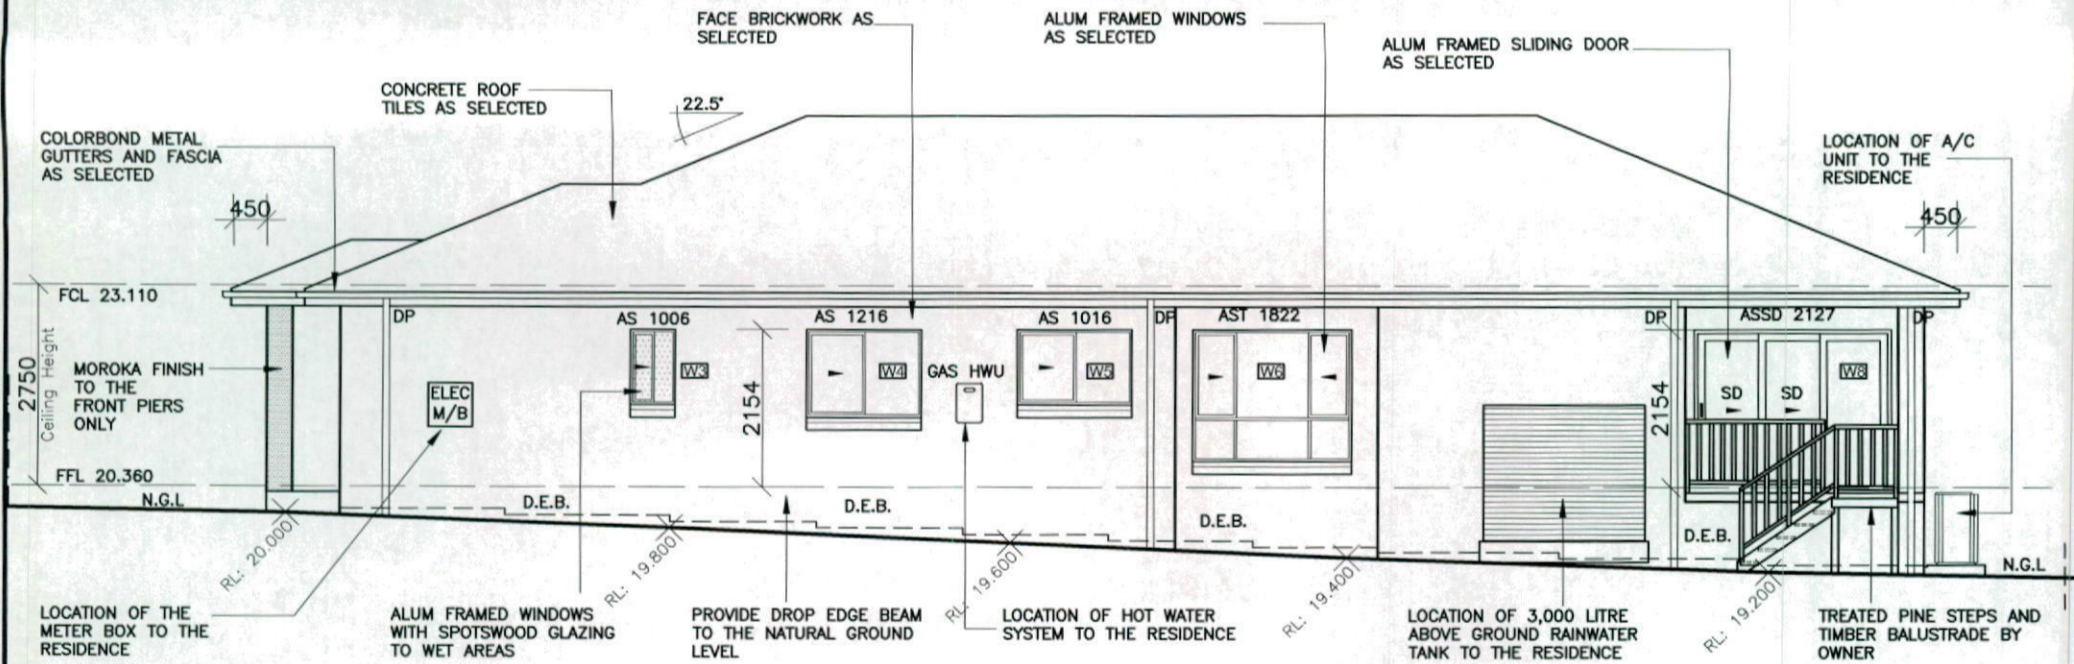 FACE BRICKWORK AS
SELECTED
ALUM FRAMED WINDOWS
AS SELECTED
ALUM FRAMED SLIDING DOOR
AS SELECTED
CONCRETE ROOF
TILES AS SELECTED
22.5°
COLORBOND METAL
GUTTERS AND FASCIA
AS SELECTED
LOCATION OF A/C
UNIT TO THE
RESIDENCE
450
450
FCL 23.110
DP
AS 1006
AS 1216
AS 1016
DP
AST 1822
DP
ASSD 2127
DP
2750
Ceiling Height
MOROKA FINISH
TO THE
FRONT PIERS
ONLY
ELEC
M/B
W3
2154
W4
GAS HWU
W5
W6
2154
SD
SD
W8
FFL 20.360
N.G.L
D.E.B.
D.E.B.
D.E.B.
D.E.B.
N.G.L
RL: 20.000
RL: 19.800
RL: 19.600
RL: 19.400
RL: 19.200
LOCATION OF THE
METER BOX TO THE
RESIDENCE
ALUM FRAMED WINDOWS
WITH SPOTSWOOD GLAZING
TO WET AREAS
PROVIDE DROP EDGE BEAM
TO THE NATURAL GROUND
LEVEL
LOCATION OF HOT WATER
SYSTEM TO THE RESIDENCE
LOCATION OF 3,000 LITRE
ABOVE GROUND RAINWATER
TANK TO THE RESIDENCE
TREATED PINE STEPS AND
TIMBER BALUSTRADE BY
OWNER